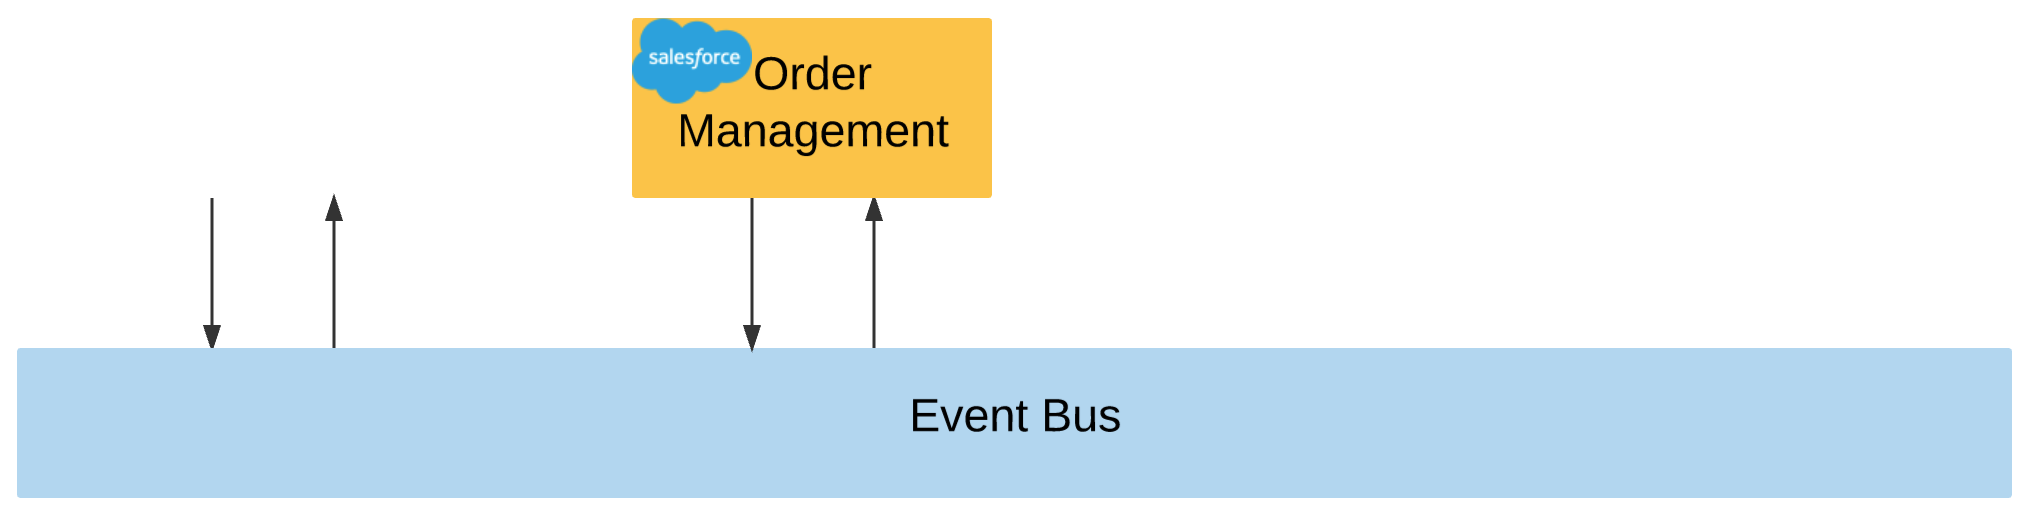 salesforce
Order
Management
Event Bus